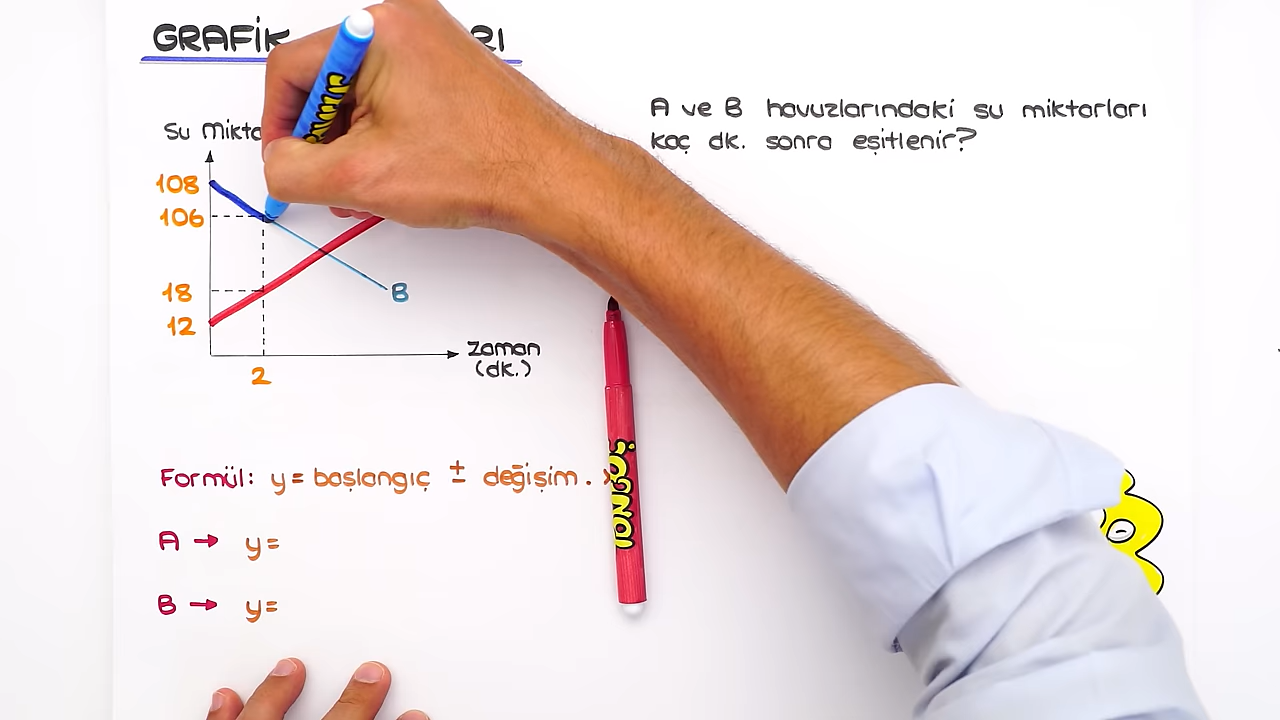 GRAFİK
A ve B havuzlarındaki su miktarları
kaç dk. sonra eşitlenir?
Su
108
106
18
12
B
2
Zaman
(dk.)
Formül: y = başlangıç ± değişim .
A → y =
B → y =